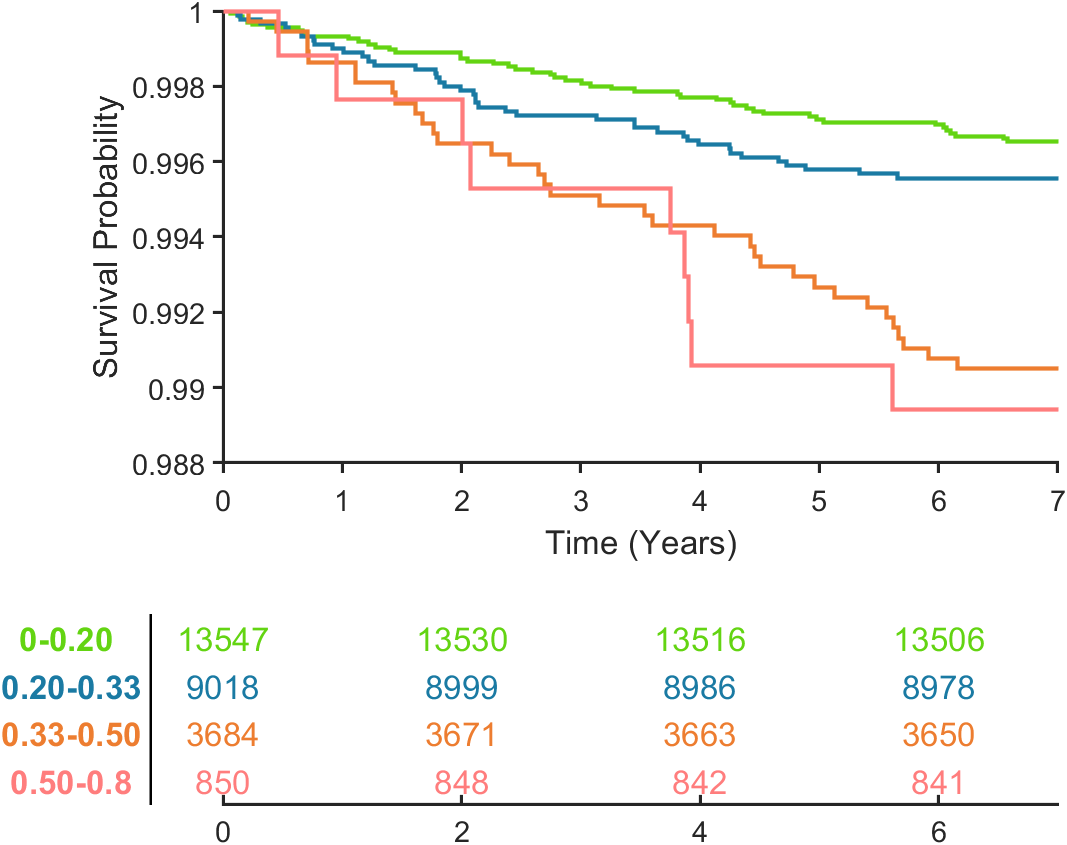 Survival Probability
1
0.998
0.996
0.994
0.992
0.99
0.988
0 1 2 3 4 5 6 7
Time (Years)
0-0.20 13547 13530 13516 13506
0.20-0.33 9018 8999 8986 8978
0.33-0.50 3684 3671 3663 3650
0.50-0.8 850 848 842 841
0 2 4 6